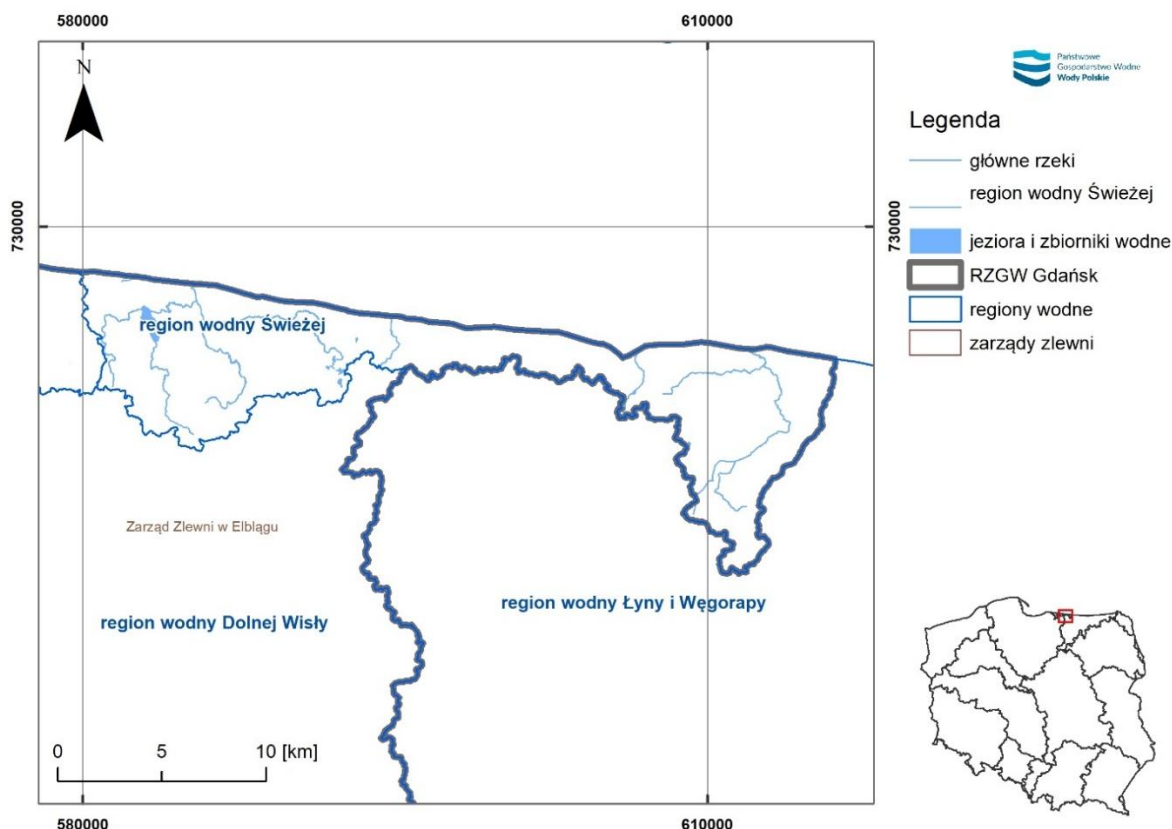 580000
610000
N
730000
730000
region wodny Świeżej
Zarząd Zlewni w Elblągu
region wodny Dolnej Wisły
region wodny Łyny i Węgorapy
0 5 10 [km]
580000
610000
Państwowe
Gospodarstwo Wodne
Wody Polskie
Legenda
główne rzeki
region wodny Świeżej
jeziora i zbiorniki wodne
RZGW Gdańsk
regiony wodne
zarządy zlewni